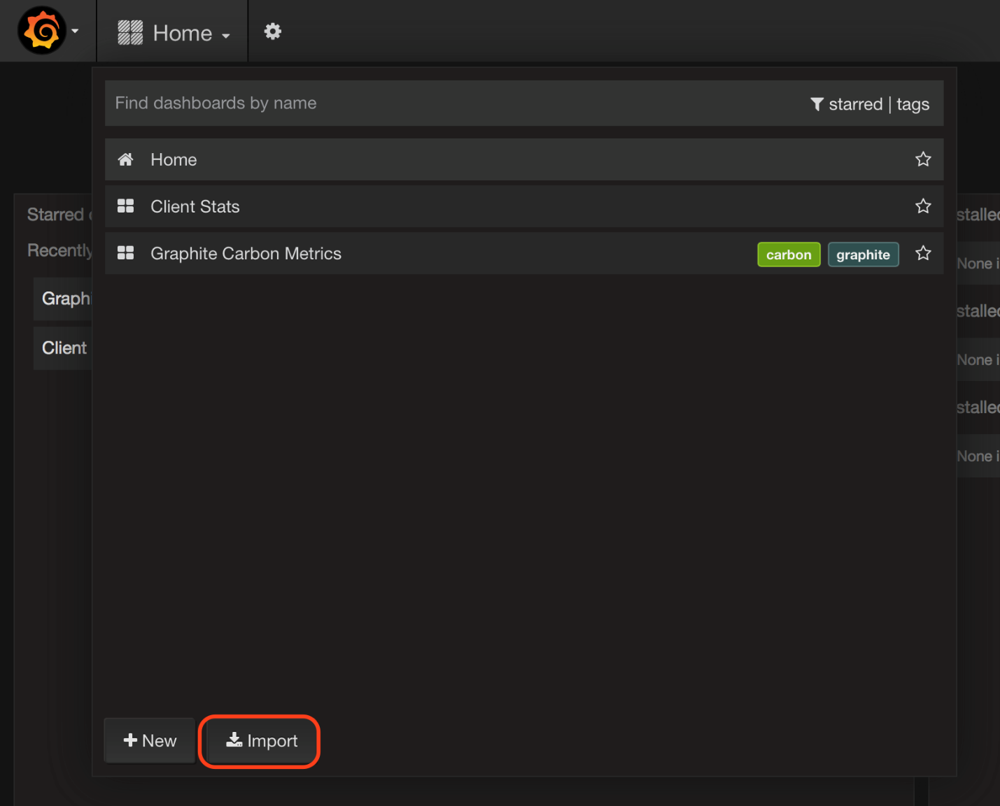 Home
Find dashboards by name
starred | tags
Home
Client Stats
Graphite Carbon Metrics
carbon
graphite
Starred
Recently
Graphi
Client
stalled
None i
stalled
None i
stalled
None i
New
Import